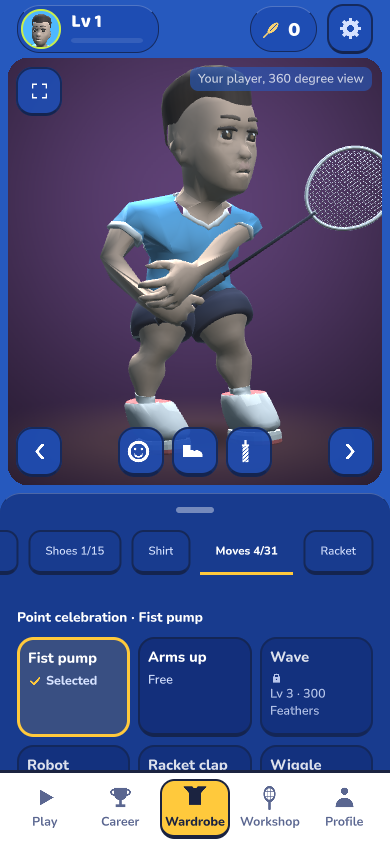 Lv 1
0
Your player, 360 degree view
Shoes 1/15
Shirt
Moves 4/31
Racket
Point celebration · Fist pump
Fist pump
Selected
Arms up
Free
Wave
Lv 3 · 300
Feathers
Robot
Racket clap
Wiggle
Play
Career
Wardrobe
Workshop
Profile